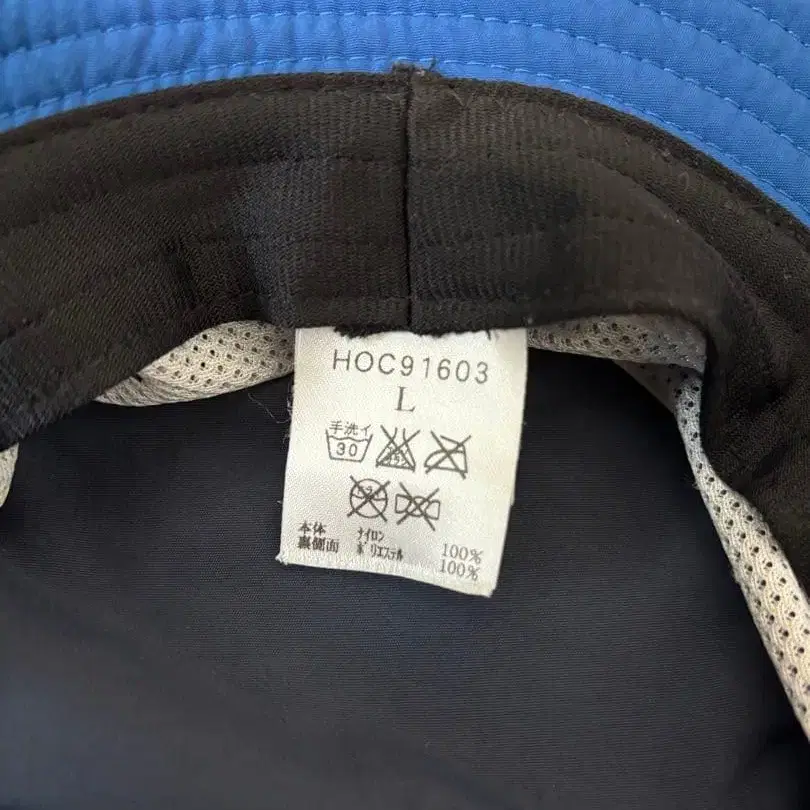 HOC91603
L
手洗イ
30
本体 ナイロン 100%
裏側面 ポリエステル 100%